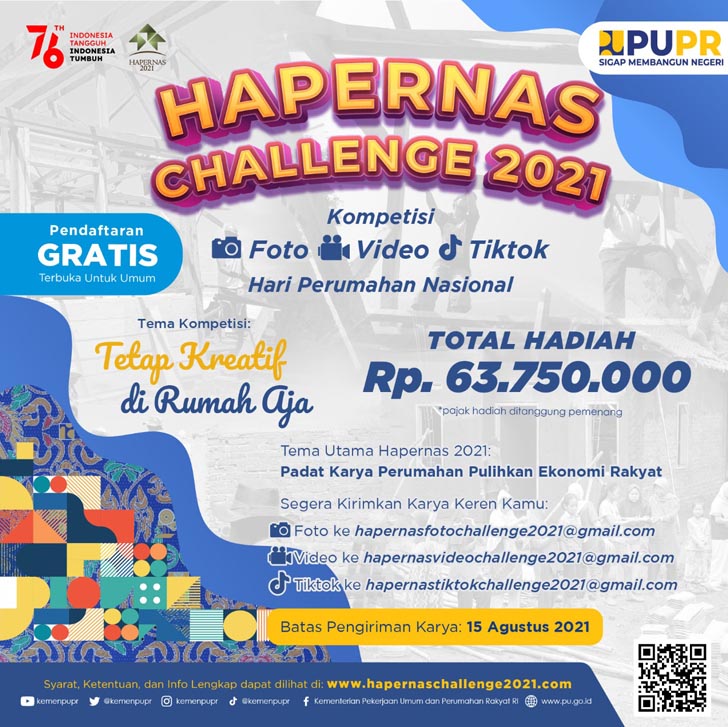 76TH
INDONESIA
TANGGUH
INDONESIA
TUMBUH
HAPERNAS
2021
PUPR
SIGAP MEMBANGUN NEGERI
HAPERNAS
CHALLENGE 2021
Kompetisi
Foto Video Tiktok
Hari Perumahan Nasional
Pendaftaran
GRATIS
Terbuka Untuk Umum
Tema Kompetisi:
Tetap Kreatif
di Rumah Aja
TOTAL HADIAH
Rp. 63.750.000
*pajak hadiah ditanggung pemenang
Tema Utama Hapernas 2021:
Padat Karya Perumahan Pulihkan Ekonomi Rakyat
Segera Kirimkan Karya Keren Kamu:
Foto ke hapernasfotochallenge2021@gmail.com
Video ke hapernasvideochallenge2021@gmail.com
Tiktok ke hapernastiktokchallenge2021@gmail.com
Batas Pengiriman Karya: 15 Agustus 2021
Syarat, Ketentuan, dan Info Lengkap dapat dilihat di: www.hapernaschallenge2021.com
kemenpupr @kemenpupr kemenpupr @kemenpupr Kementerian Pekerjaan Umum dan Perumahan Rakyat RI www.pu.go.id